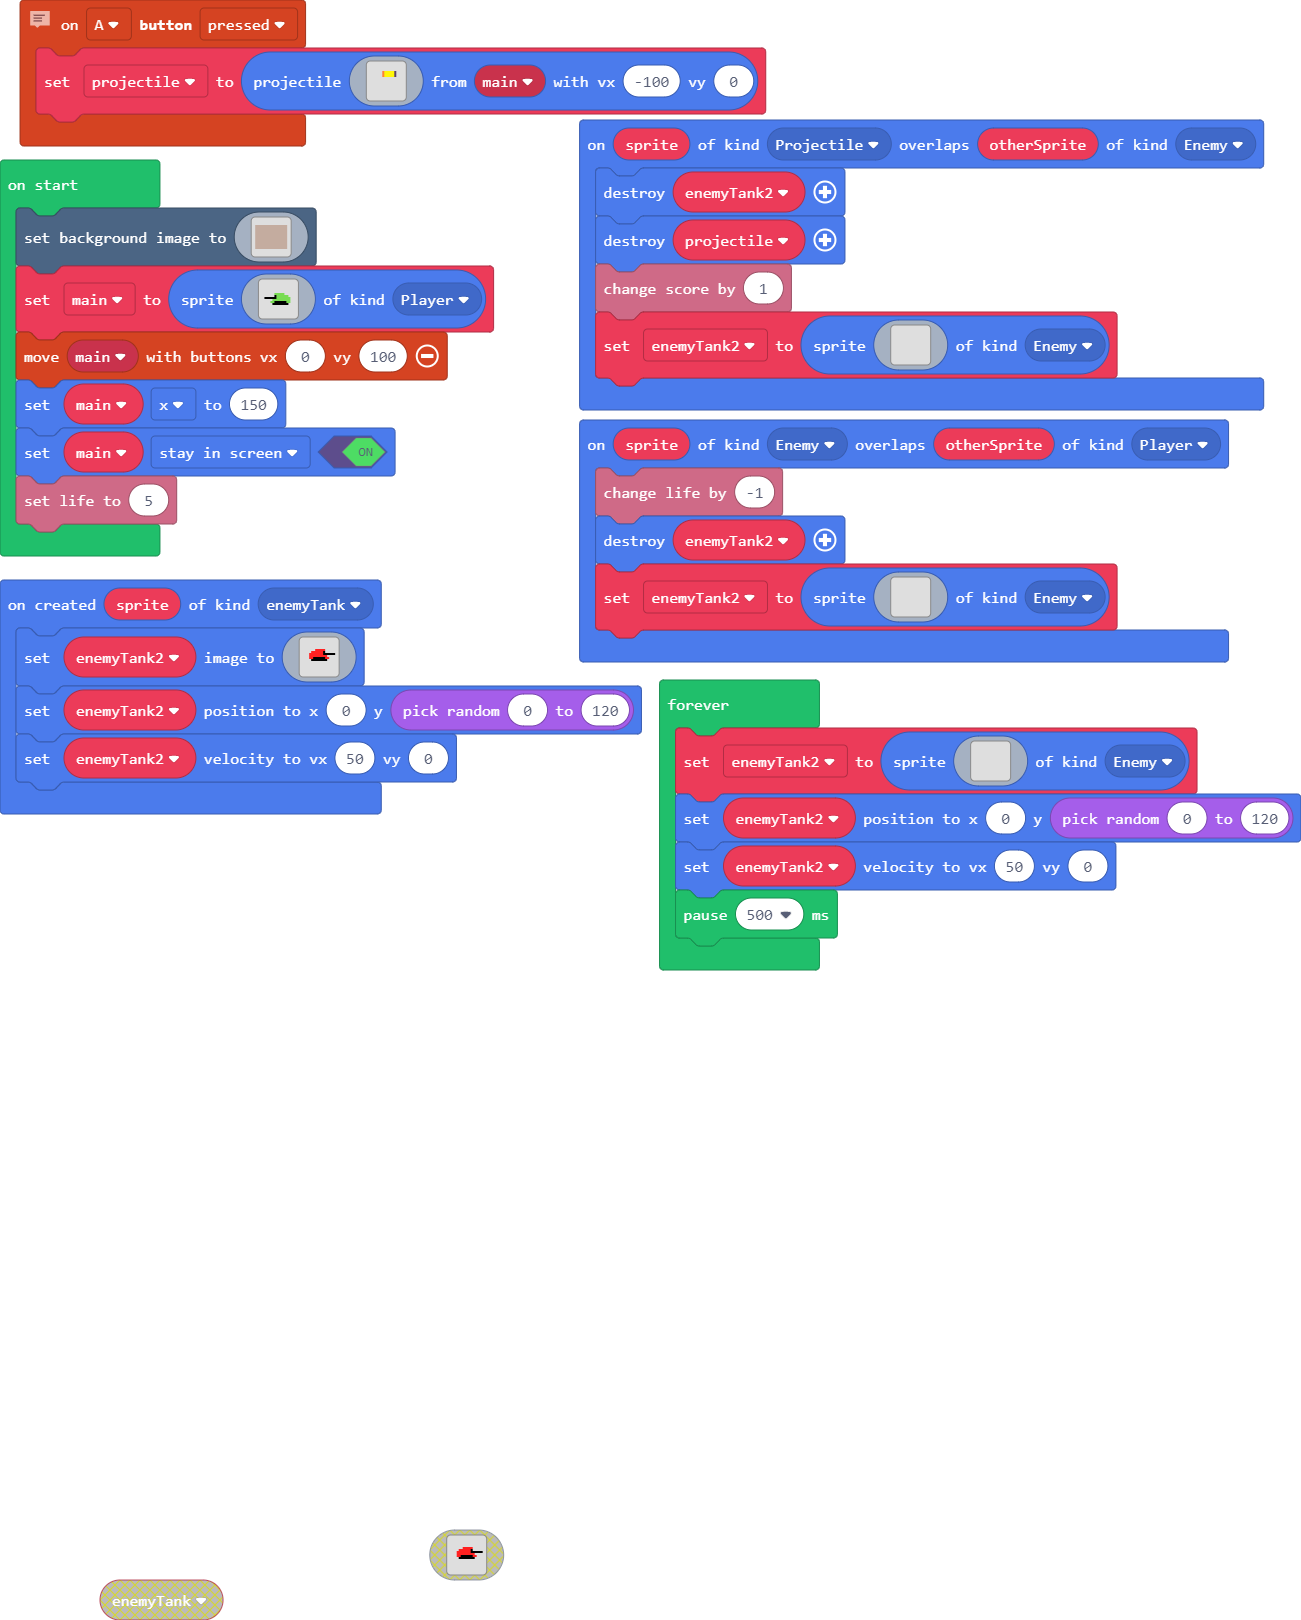 on A button pressed
set projectile to projectile from main with vx -100 vy 0
on start
set background image to
set main to sprite of kind Player
move main with buttons vx 0 vy 100
set main x to 150
set main stay in screen ON
set life to 5
on created sprite of kind enemyTank
set enemyTank2 image to
set enemyTank2 position to x 0 y pick random 0 to 120
set enemyTank2 velocity to vx 50 vy 0
on sprite of kind Projectile overlaps otherSprite of kind Enemy
destroy enemyTank2
destroy projectile
change score by 1
set enemyTank2 to sprite of kind Enemy
on sprite of kind Enemy overlaps otherSprite of kind Player
change life by -1
destroy enemyTank2
set enemyTank2 to sprite of kind Enemy
forever
set enemyTank2 to sprite of kind Enemy
set enemyTank2 position to x 0 y pick random 0 to 120
set enemyTank2 velocity to vx 50 vy 0
pause 500 ms
enemyTank